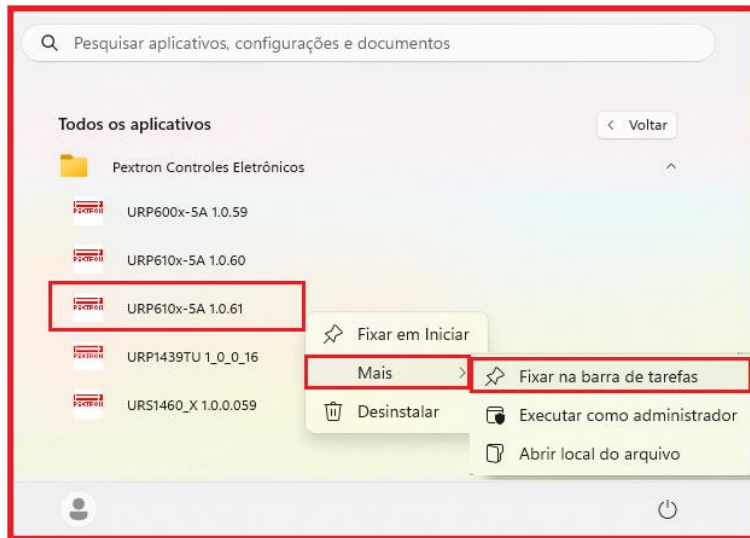 Pesquisar aplicativos, configurações e documentos
Todos os aplicativos
Voltar
Pextron Controles Eletrônicos
URP600x-5A 1.0.59
URP610x-5A 1.0.60
URP610x-5A 1.0.61
URP1439TU 1_0_0_16
URS1460_X 1.0.0.059
Fixar em Iniciar
Mais
Desinstalar
Fixar na barra de tarefas
Executar como administrador
Abrir local do arquivo